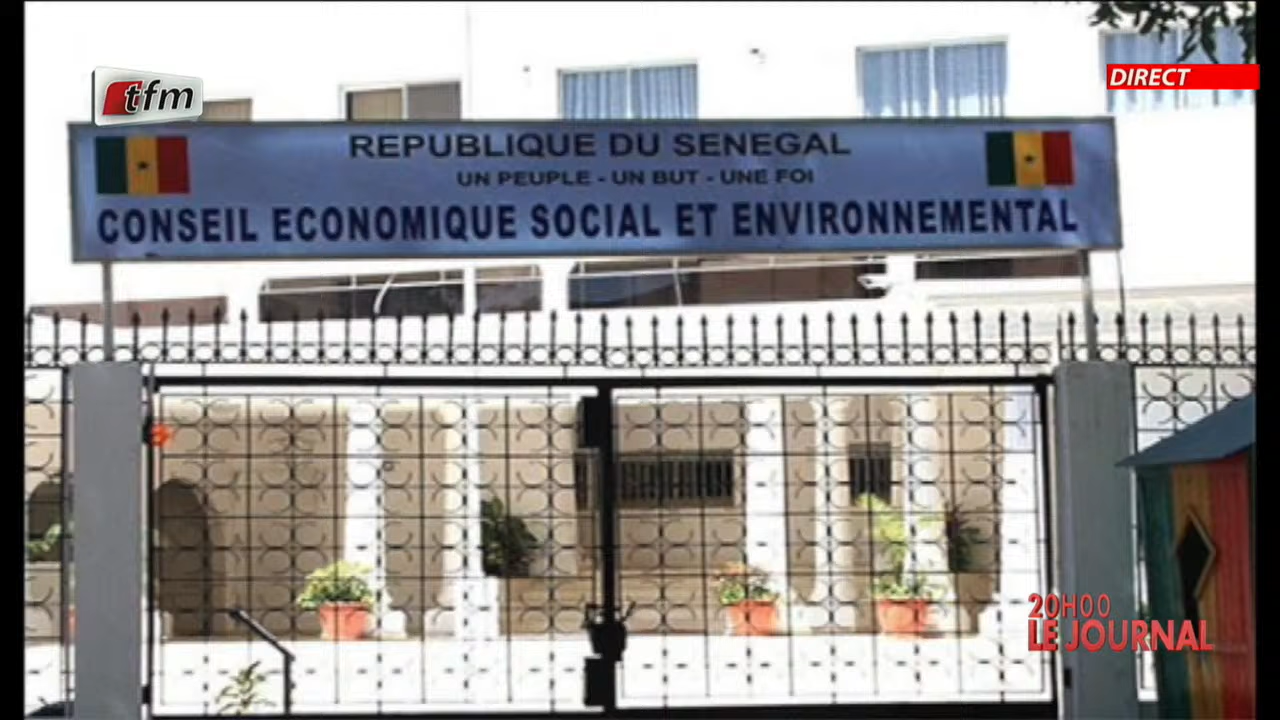 tfm
DIRECT
REPUBLIQUE DU SENEGAL
UN PEUPLE - UN BUT - UNE FOI
CONSEIL ECONOMIQUE SOCIAL ET ENVIRONNEMENTAL
20H00
LE JOURNAL